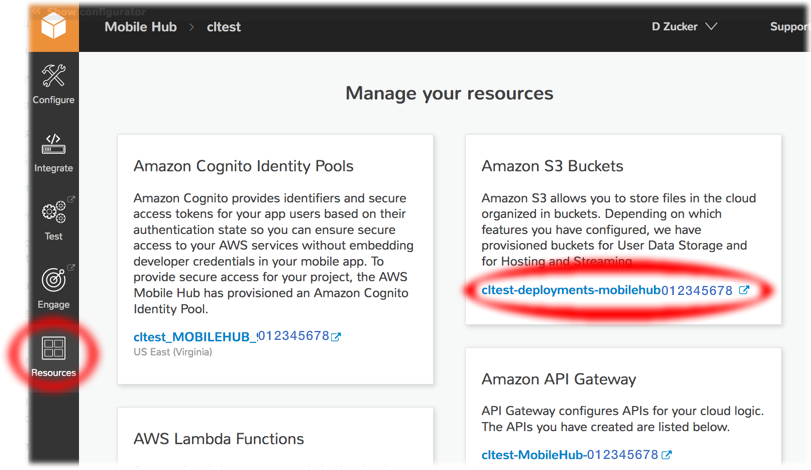 Show configurator
Mobile Hub > cltest
D Zucker
Suppor
Configure
Integrate
Test
Engage
Resources
Manage your resources
Amazon Cognito Identity Pools
Amazon Cognito provides identifiers and secure
access tokens for your app users based on their
authentication state so you can ensure secure
access to your AWS services without embedding
developer credentials in your mobile app. To
provide secure access for your project, the AWS
Mobile Hub has provisioned an Amazon Cognito
Identity Pool.
cltest_MOBILEHUB_012345678
US East (Virginia)
AWS Lambda Functions
Amazon S3 Buckets
Amazon S3 allows you to store files in the cloud
organized in buckets. Depending on which
features you have configured, we have
provisioned buckets for User Data Storage and
for Hosting and Streaming.
cltest-deployments-mobilehub012345678
Amazon API Gateway
API Gateway configures APIs for your cloud logic.
The APIs you have created are listed below.
cltest-MobileHub-012345678